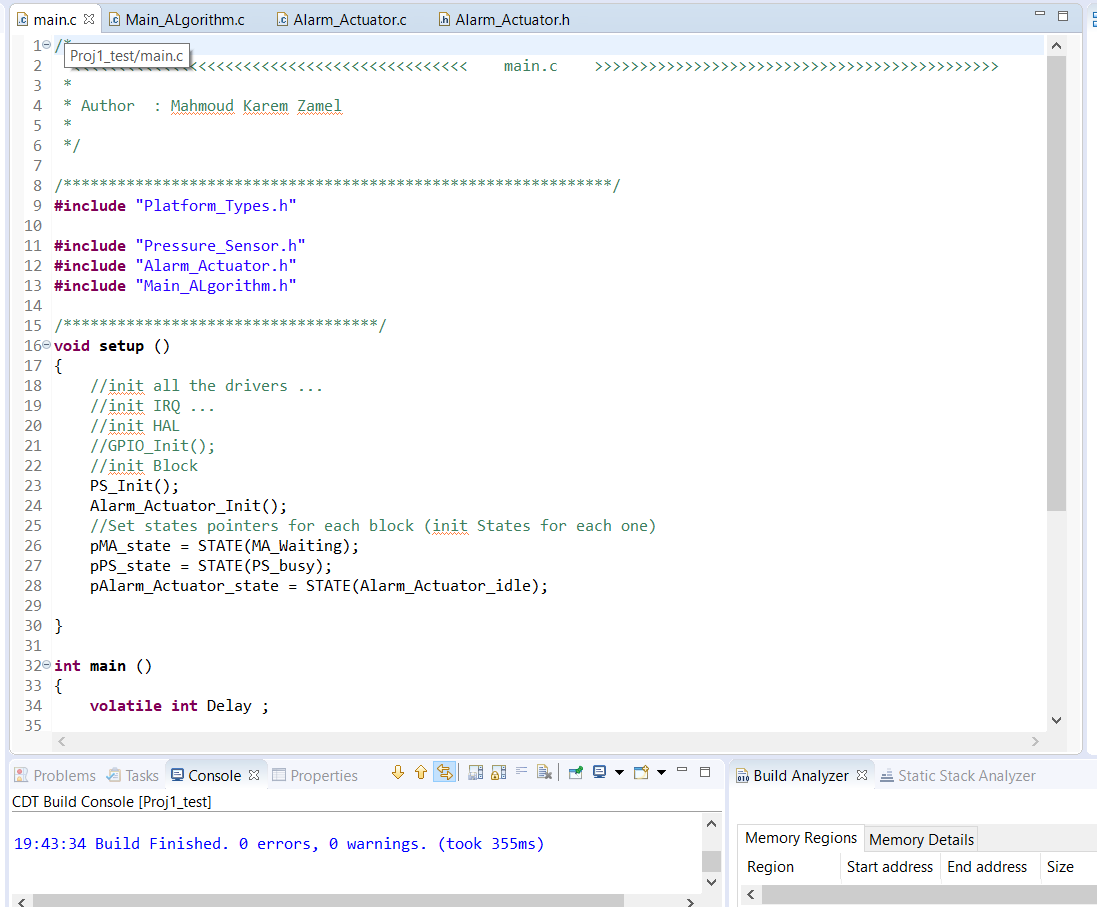 main.c Main_ALgorithm.c Alarm_Actuator.c Alarm_Actuator.h
1 /*
Proj1_test/main.c
2 <<<<<<<<<<<<<<<<<<<<<<<<<<<<< main.c >>>>>>>>>>>>>>>>>>>>>>>>>>>>>>>>>>>>>>>>>>>>>
3 *
4 * Author : Mahmoud Karem Zamel
5 *
6 */
7
8 /*************************************************************/
9 #include "Platform_Types.h"
10
11 #include "Pressure_Sensor.h"
12 #include "Alarm_Actuator.h"
13 #include "Main_ALgorithm.h"
14
15 /***********************************/
16 void setup ()
17 {
18 //init all the drivers ...
19 //init IRQ ...
20 //init HAL
21 //GPIO_Init();
22 //init Block
23 PS_Init();
24 Alarm_Actuator_Init();
25 //Set states pointers for each block (init States for each one)
26 pMA_state = STATE(MA_Waiting);
27 pPS_state = STATE(PS_busy);
28 pAlarm_Actuator_state = STATE(Alarm_Actuator_idle);
29
30 }
31
32 int main ()
33 {
34 volatile int Delay ;
35
Problems Tasks Console Properties
CDT Build Console [Proj1_test]
19:43:34 Build Finished. 0 errors, 0 warnings. (took 355ms)
Build Analyzer Static Stack Analyzer
Memory Regions Memory Details
Region Start address End address Size